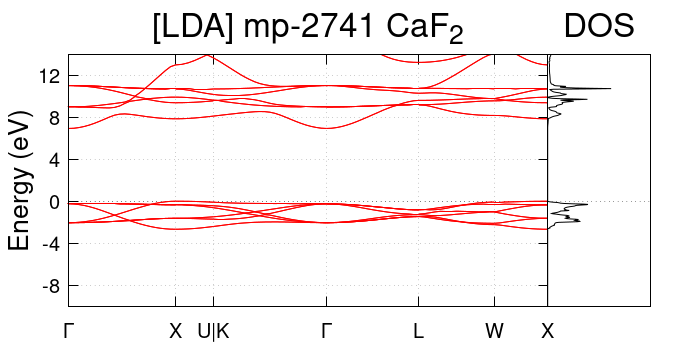 [LDA] mp-2741 CaF₂ DOS
Energy (eV)
12
8
4
0
-4
-8
Γ X U|K Γ L W X